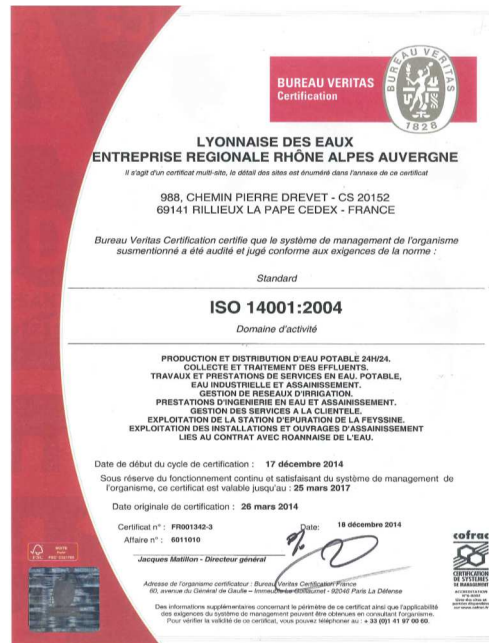 BUREAU VERITAS
Certification
BUREAU VERITAS
1828
LYONNAISE DES EAUX
ENTREPRISE REGIONALE RHÔNE ALPES AUVERGNE
Il s'agit d'un certificat multi-site, le détail des sites est énuméré dans l'annexe de ce certificat
988, CHEMIN PIERRE DREVET - CS 20152
69141 RILLIEUX LA PAPE CEDEX - FRANCE
Bureau Veritas Certification certifie que le système de management de l'organisme
susmentionné a été audité et jugé conforme aux exigences de la norme :
Standard
ISO 14001:2004
Domaine d'activité
PRODUCTION ET DISTRIBUTION D'EAU POTABLE 24H/24.
COLLECTE ET TRAITEMENT DES EFFLUENTS.
TRAVAUX ET PRESTATIONS DE SERVICES EN EAU. POTABLE,
EAU INDUSTRIELLE ET ASSAINISSEMENT.
GESTION DE RESEAUX D'IRRIGATION.
PRESTATIONS D'INGENIERIE EN EAU ET ASSAINISSEMENT.
GESTION DES SERVICES A LA CLIENTELE.
EXPLOITATION DE LA STATION D'EPURATION DE LA FEYSSINE.
EXPLOITATION DES INSTALLATIONS ET OUVRAGES D'ASSAINISSEMENT
LIES AU CONTRAT AVEC ROANNAISE DE L'EAU.
Date de début du cycle de certification : 17 décembre 2014
Sous réserve du fonctionnement continu et satisfaisant du système de management de
l'organisme, ce certificat est valable jusqu'au : 25 mars 2017
Date originale de certification : 26 mars 2014
Certificat n° : FR001342-3 Date: 18 décembre 2014
Affaire n° : 6011010
Jacques Matillon - Directeur général
cofrac
CERTIFICATION
DE SYSTEMES
DE MANAGEMENT
Adresse de l'organisme certificateur : Bureau Veritas Certification France
60, avenue du Général de Gaulle – Immeuble Le Guillaumet - 92046 Paris La Défense
Des informations supplémentaires concernant le périmètre de ce certificat ainsi que l'applicabilité
des exigences du système de management peuvent être obtenues en consultant l'organisme.
Pour vérifier la validité de ce certificat, vous pouvez téléphoner au : + 33 (0)1 41 97 00 60.